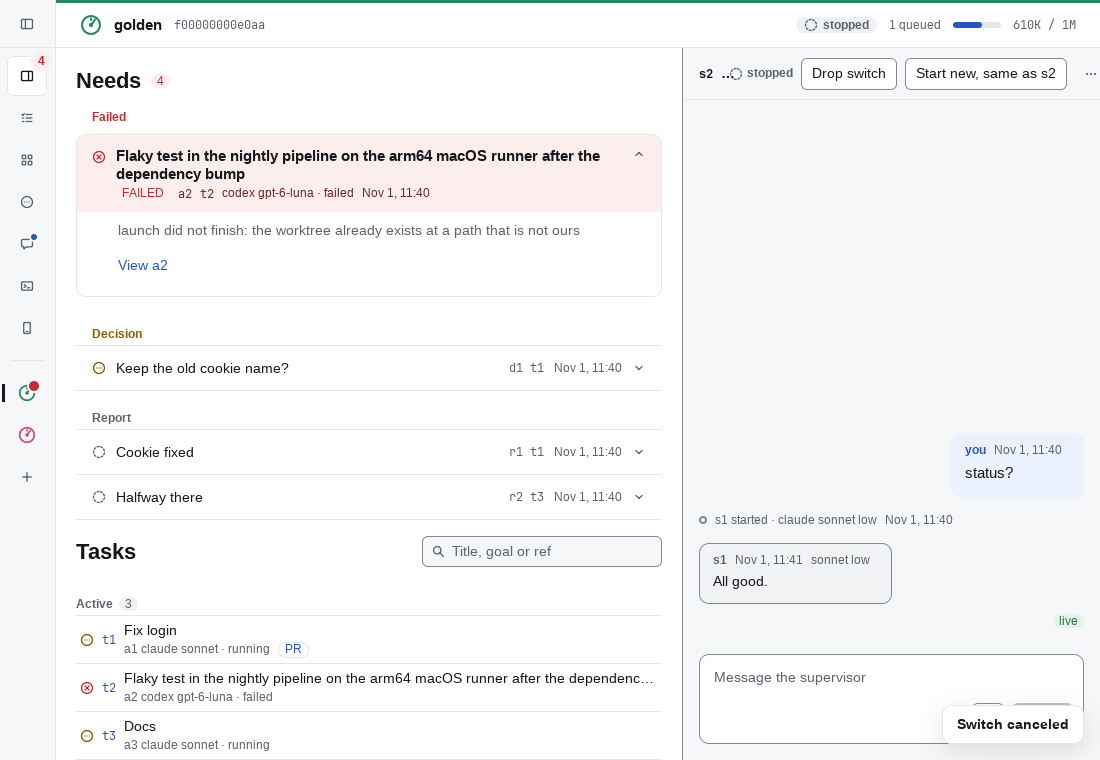 golden f00000000e0aa stopped 1 queued 610K / 1M
4
Needs 4
Failed
Flaky test in the nightly pipeline on the arm64 macOS runner after the
dependency bump
FAILED a2 t2 codex gpt-6-luna · failed Nov 1, 11:40
launch did not finish: the worktree already exists at a path that is not ours
View a2
Decision
Keep the old cookie name? d1 t1 Nov 1, 11:40
Report
Cookie fixed r1 t1 Nov 1, 11:40
Halfway there r2 t3 Nov 1, 11:40
Tasks
Title, goal or ref
Active 3
t1 Fix login
a1 claude sonnet · running PR
t2 Flaky test in the nightly pipeline on the arm64 macOS runner after the dependenc…
a2 codex gpt-6-luna · failed
t3 Docs
a3 claude sonnet · running
s2 … stopped Drop switch Start new, same as s2 ···
you Nov 1, 11:40
status?
s1 started · claude sonnet low Nov 1, 11:40
s1 Nov 1, 11:41 sonnet low
All good.
live
Message the supervisor
Switch canceled